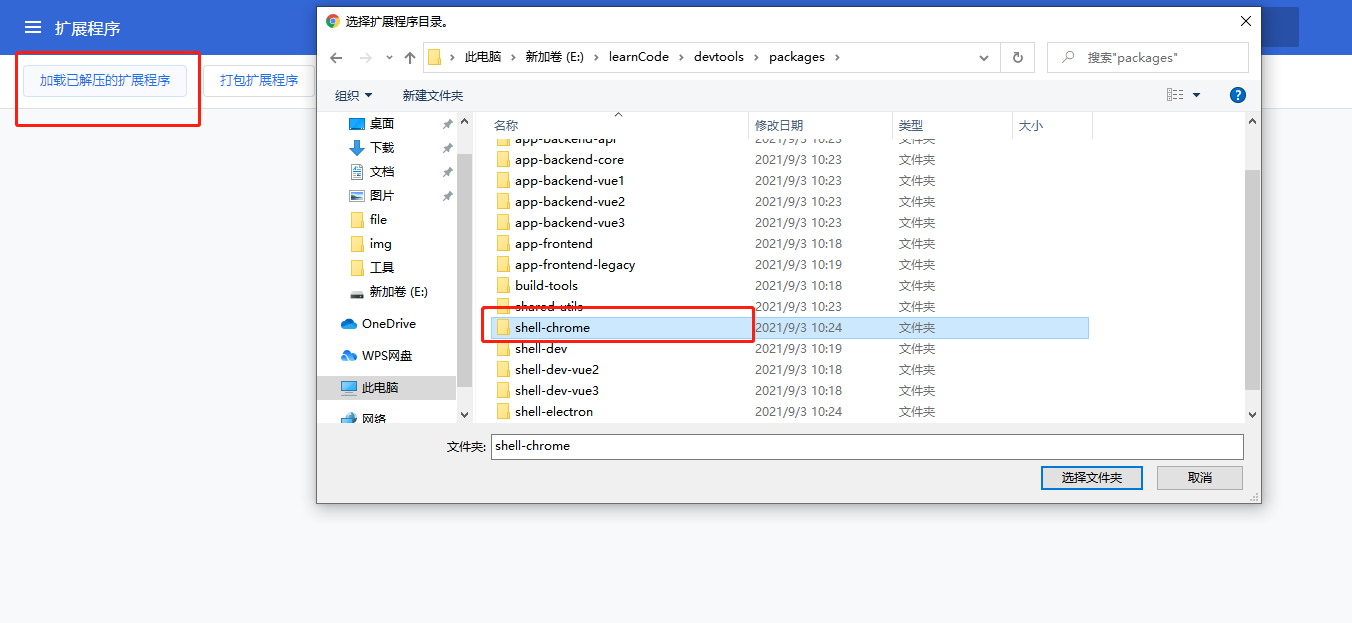 扩展程序
加载已解压的扩展程序
打包扩展程序
选择扩展程序目录。
此电脑 › 新加卷 (E:) › learnCode › devtools › packages ›
搜索"packages"
组织
新建文件夹
桌面
下载
文档
图片
file
img
工具
新加卷 (E:)
OneDrive
WPS网盘
此电脑
网络
名称 修改日期 类型 大小
app-backend-api 2021/9/3 10:23 文件夹
app-backend-core 2021/9/3 10:23 文件夹
app-backend-vue1 2021/9/3 10:23 文件夹
app-backend-vue2 2021/9/3 10:23 文件夹
app-backend-vue3 2021/9/3 10:23 文件夹
app-frontend 2021/9/3 10:18 文件夹
app-frontend-legacy 2021/9/3 10:19 文件夹
build-tools 2021/9/3 10:18 文件夹
shared-utils 2021/9/3 10:23 文件夹
shell-chrome 2021/9/3 10:24 文件夹
shell-dev 2021/9/3 10:19 文件夹
shell-dev-vue2 2021/9/3 10:18 文件夹
shell-dev-vue3 2021/9/3 10:18 文件夹
shell-electron 2021/9/3 10:24 文件夹
文件夹: shell-chrome
选择文件夹
取消